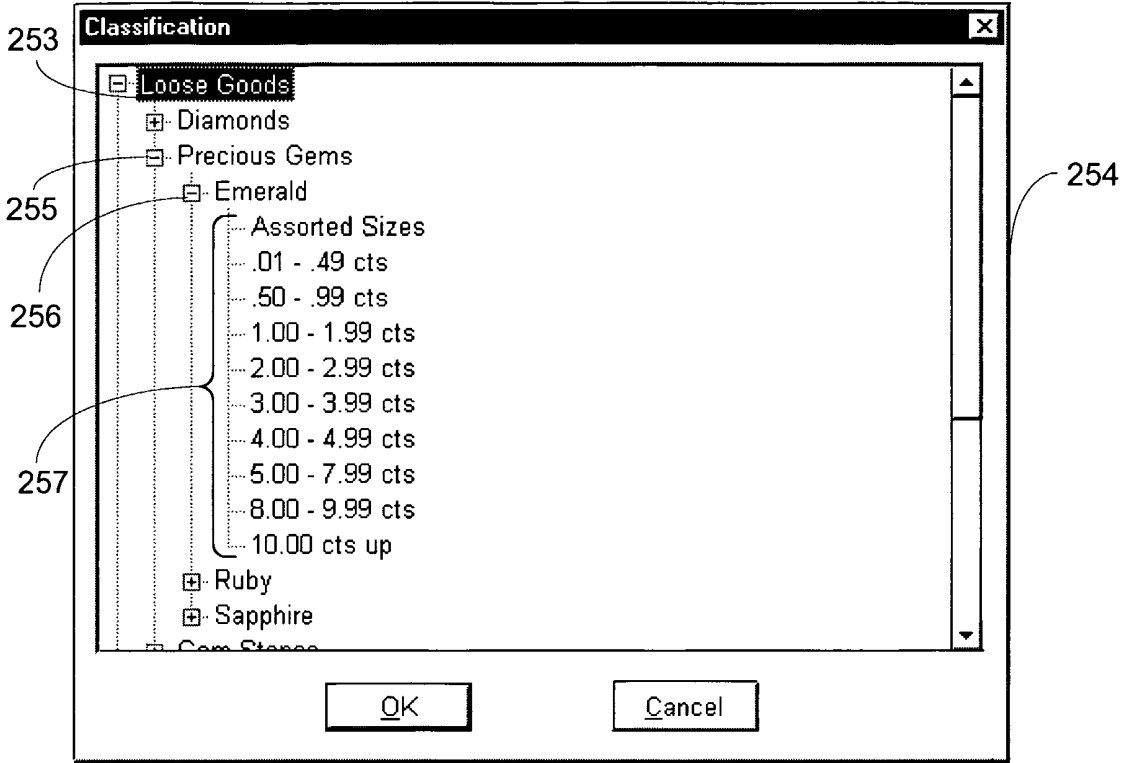 Classification
253
Loose Goods
Diamonds
Precious Gems
254
255
Emerald
Assorted Sizes
.01 - .49 cts
.50 - .99 cts
256
1.00 - 1.99 cts
2.00 - 2.99 cts
3.00 - 3.99 cts
4.00 - 4.99 cts
257
5.00 - 7.99 cts
8.00 - 9.99 cts
10.00 cts up
Ruby
Sapphire
Gem Stones
OK
Cancel